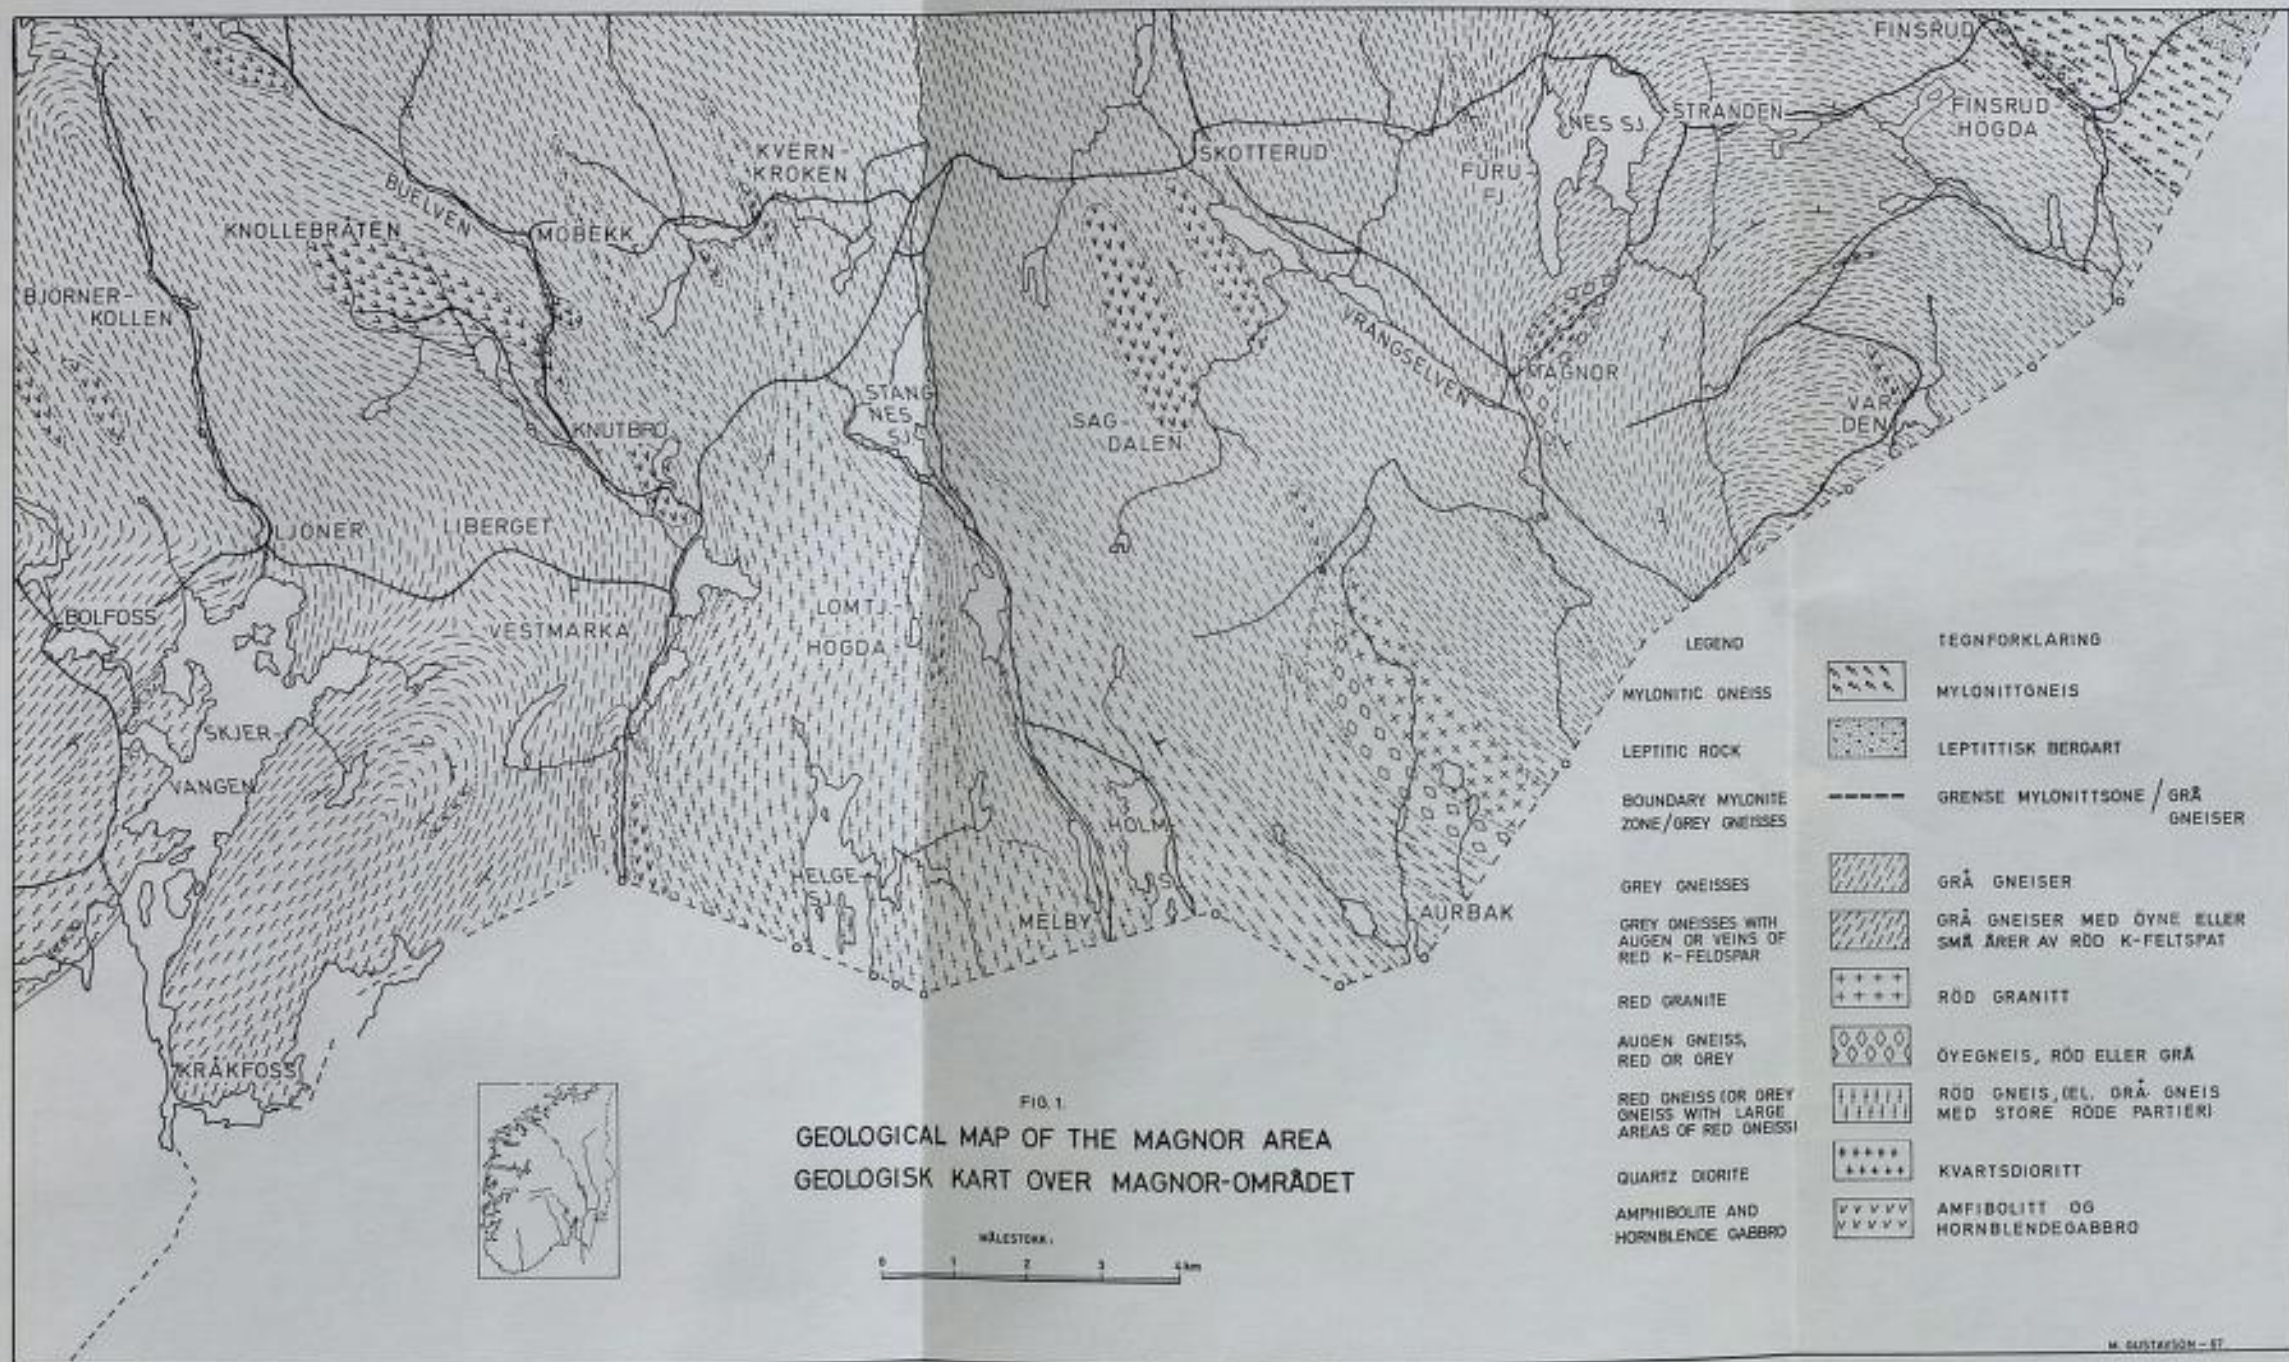 FINSRUD
FINSRUD
HÖGDA
STRANDEN
NES SJ.
KVERN-
KROKEN
SKOTTERUD
FURU-
FJ.
BUELVEN
KNOLLEBRÅTEN
MOBEKK
BJÖRNER-
KOLLEN
VRANGSELVEN
MAGNOR
STANG
NES
SJ.
SAG-
DALEN
VAR
DEN
KNUTBRO
LJÖNER
LIBERGET
BOLFOSS
VESTMARKA
LOMTJ.-
HÖGDA
SKJER-
VANGEN
HOLM-
S.
HELGE-
SJ.
MELBY
AURBAK
KRÅKFOSS
LEGEND
TEGNFORKLARING
MYLONITIC GNEISS
MYLONITTGNEIS
LEPTITIC ROCK
LEPTITTISK BERGART
BOUNDARY MYLONITE
ZONE/GREY GNEISSES
GRENSE MYLONITTSONE / GRÅ
GNEISER
GREY GNEISSES
GRÅ GNEISER
GREY GNEISSES WITH
AUGEN OR VEINS OF
RED K-FELDSPAR
GRÅ GNEISER MED ÖYNE ELLER
SMÅ ÅRER AV RÖD K-FELTSPAT
RED GRANITE
RÖD GRANITT
AUGEN GNEISS,
RED OR GREY
ÖYEGNEIS, RÖD ELLER GRÅ
RED GNEISS (OR GREY
GNEISS WITH LARGE
AREAS OF RED GNEISS)
RÖD GNEIS, (EL. GRÅ GNEIS
MED STORE RÖDE PARTIER)
QUARTZ DIORITE
KVARTSDIORITT
AMPHIBOLITE AND
HORNBLENDE GABBRO
AMFIBOLITT OG
HORNBLENDEGABBRO
FIG. 1.
GEOLOGICAL MAP OF THE MAGNOR AREA
GEOLOGISK KART OVER MAGNOR-OMRÅDET
MÅLESTOKK.
0 1 2 3 4 km
M. GUSTAVSON - 67